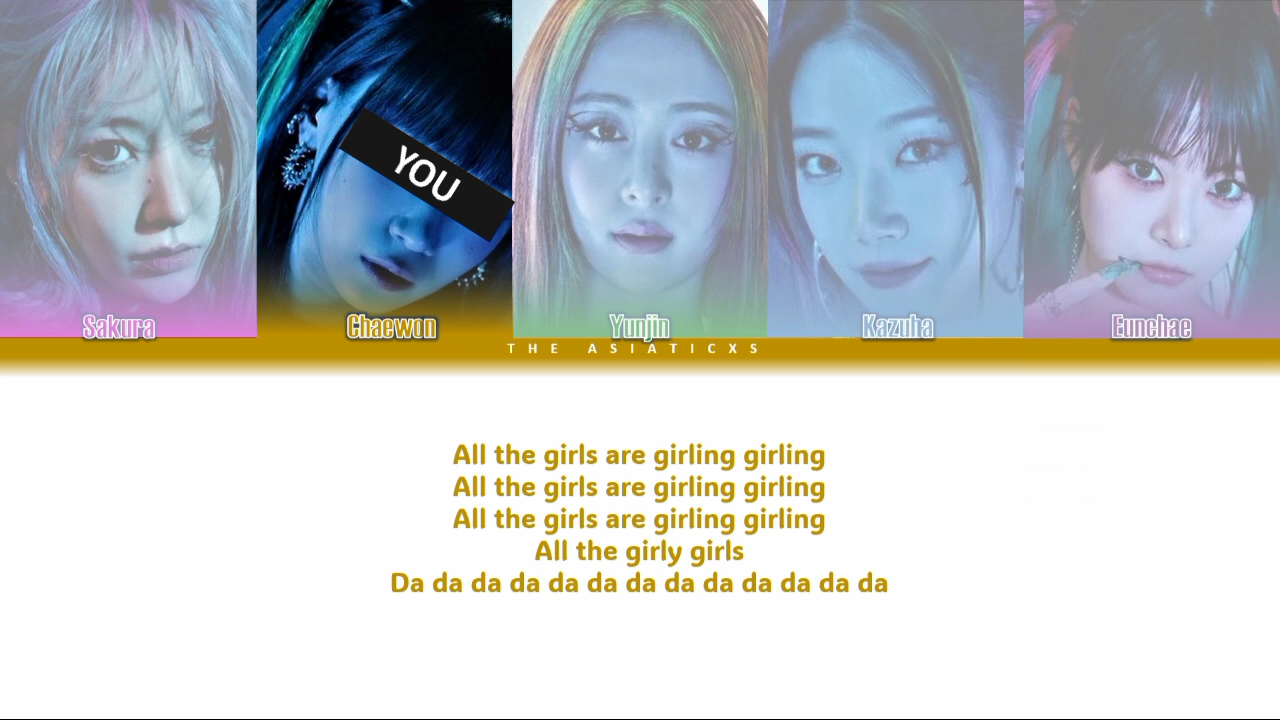 YOU
Sakura
Chaewon
Yunjin
Kazuha
Eunchae
THE ASIATICXS
All the girls are girling girling
All the girls are girling girling
All the girls are girling girling
All the girly girls
Da da da da da da da da da da da da da